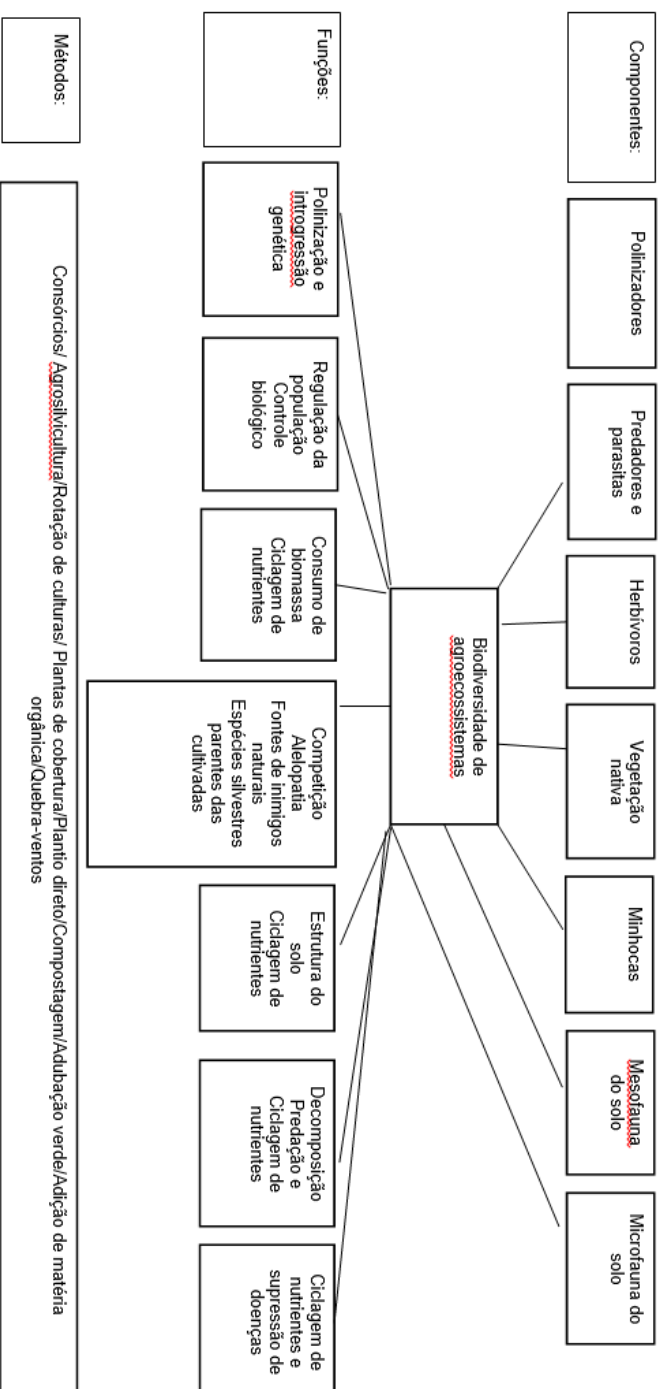 Componentes:
Polinizadores
Predadores e
parasitas
Herbívoros
Vegetação
nativa
Minhocas
Mesofauna
do solo
Microfauna do
solo
Biodiversidade de
agroecossistemas
Funções:
Polinização e
introgressão
genética
Regulação da
população
Controle
biológico
Consumo de
biomassa
Ciclagem de
nutrientes
Competição
Alelopatia
Fontes de inimigos
naturais
Espécies silvestres
parentes das
cultivadas
Estrutura do
solo
Ciclagem de
nutrientes
Decomposição
Predação e
Ciclagem de
nutrientes
Ciclagem de
nutrientes e
supressão de
doenças
Métodos:
Consórcios/ Agrosilvicultura/Rotação de culturas/ Plantas de cobertura/Plantio direto/Compostagem/Adubação verde/Adição de matéria
orgânica/Quebra-ventos